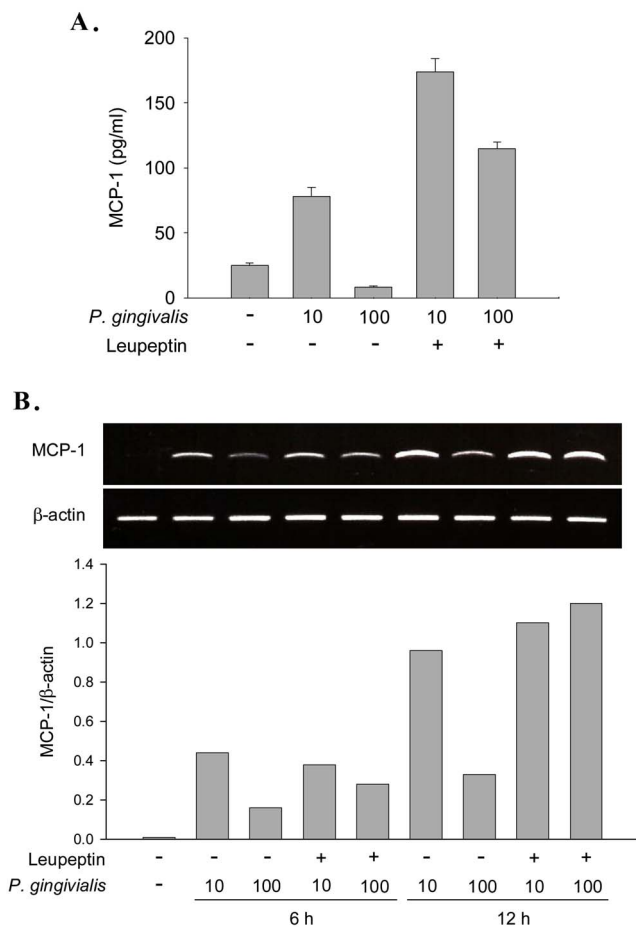 A.
200
150
100
50
0
MCP-1 (pg/ml)
P. gingivalis - 10 100 10 100
Leupeptin - - - + +
B.
MCP-1
β-actin
1.4
1.2
1.0
0.8
0.6
0.4
0.2
0.0
MCP-1/β-actin
Leupeptin - - - + + - - + +
P. gingivialis - 10 100 10 100 10 100 10 100
6 h 12 h